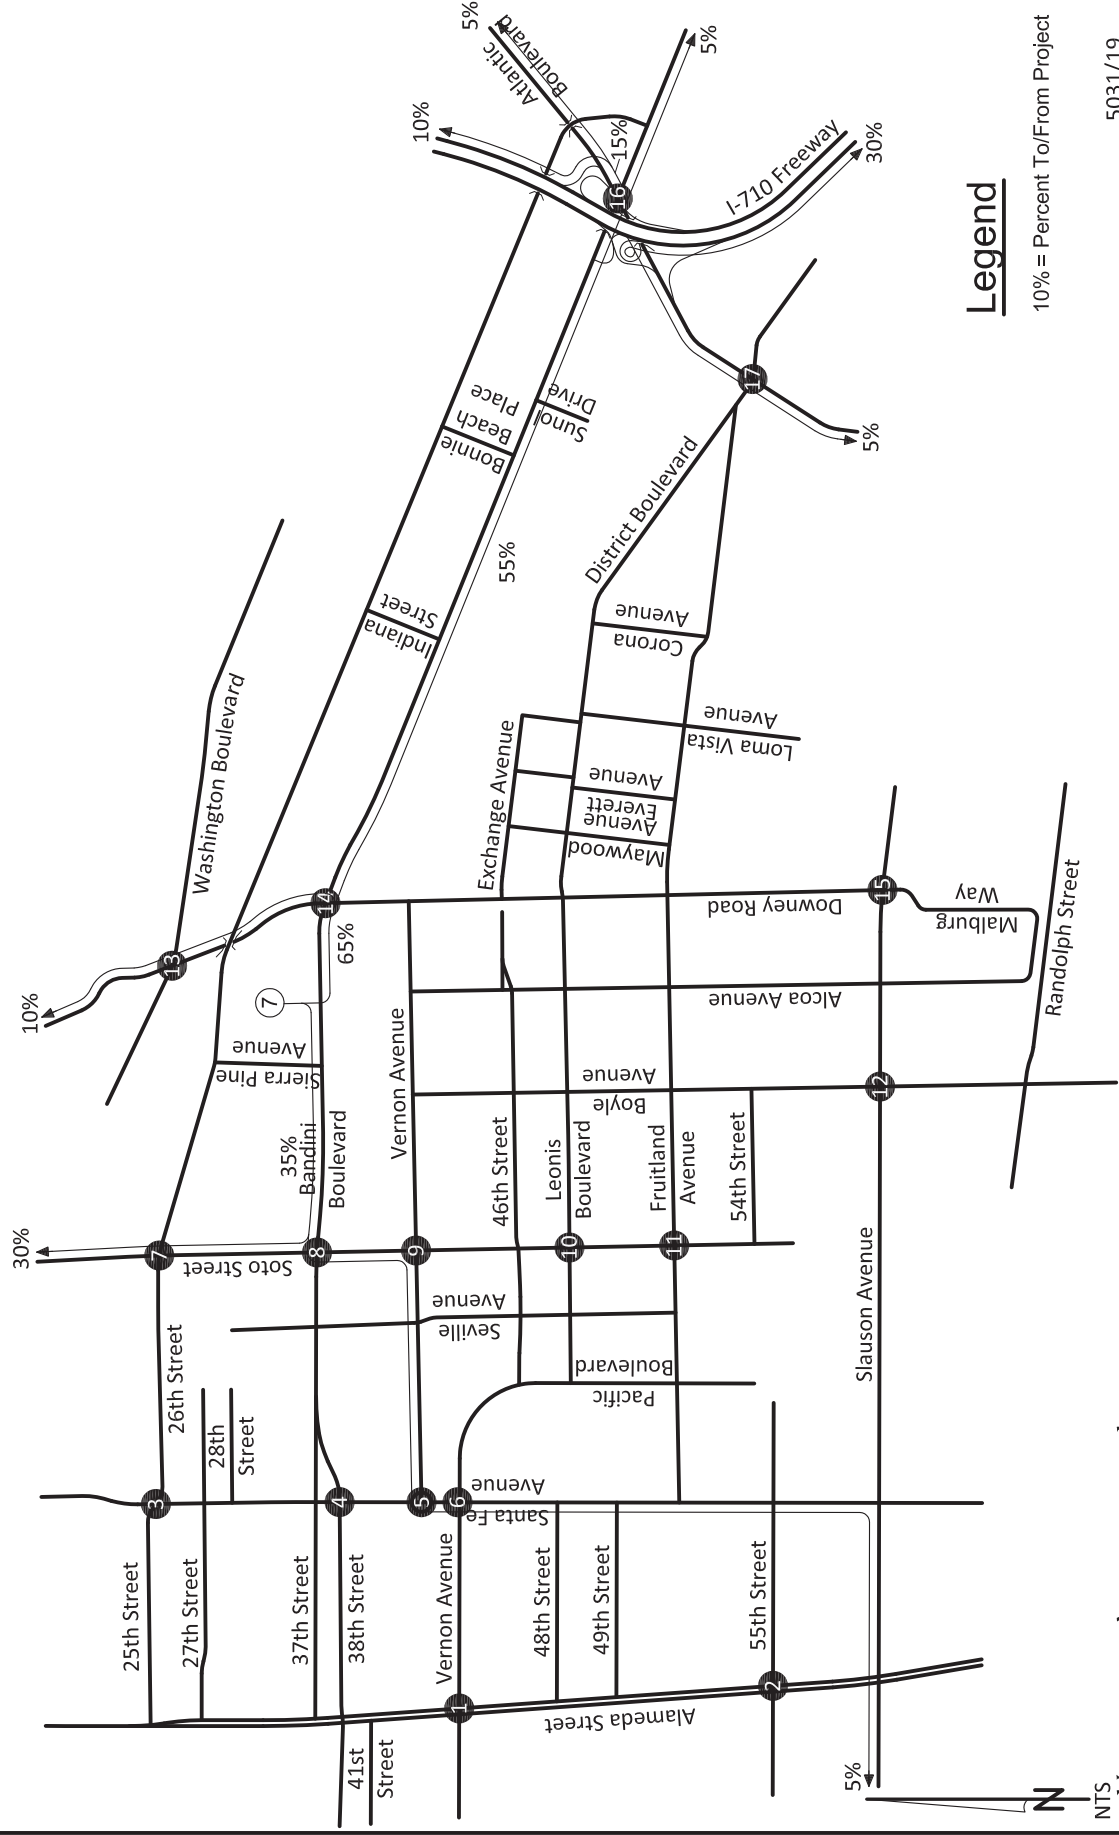 5%
Atlantic
Boulevard
5%
10%
15%
16
30%
I-710 Freeway
Legend
10% = Percent To/From Project
5031/19
17
5%
Bonnie
Beach
Place
Sunol
Drive
55%
District Boulevard
Indiana
Street
Corona
Avenue
Washington Boulevard
Exchange Avenue
Loma Vista
Avenue
Everett
Avenue
Maywood
Avenue
14
15
Downey Road
Malburg
Way
Randolph Street
13
10%
65%
7
Alcoa Avenue
Vernon Avenue
Sierra Pine
Avenue
Boyle
Avenue
12
35%
Bandini
Boulevard
46th Street
Leonis
Boulevard
Fruitland
Avenue
54th Street
30%
7
8
9
10
11
Soto Street
Slauson Avenue
Seville
Avenue
26th Street
28th
Street
Pacific
Boulevard
3
4
5
6
Santa Fe
Avenue
25th Street
27th Street
37th Street
38th Street
Vernon Avenue
48th Street
49th Street
55th Street
1
2
Alameda Street
41st
Street
5%
N
NTS